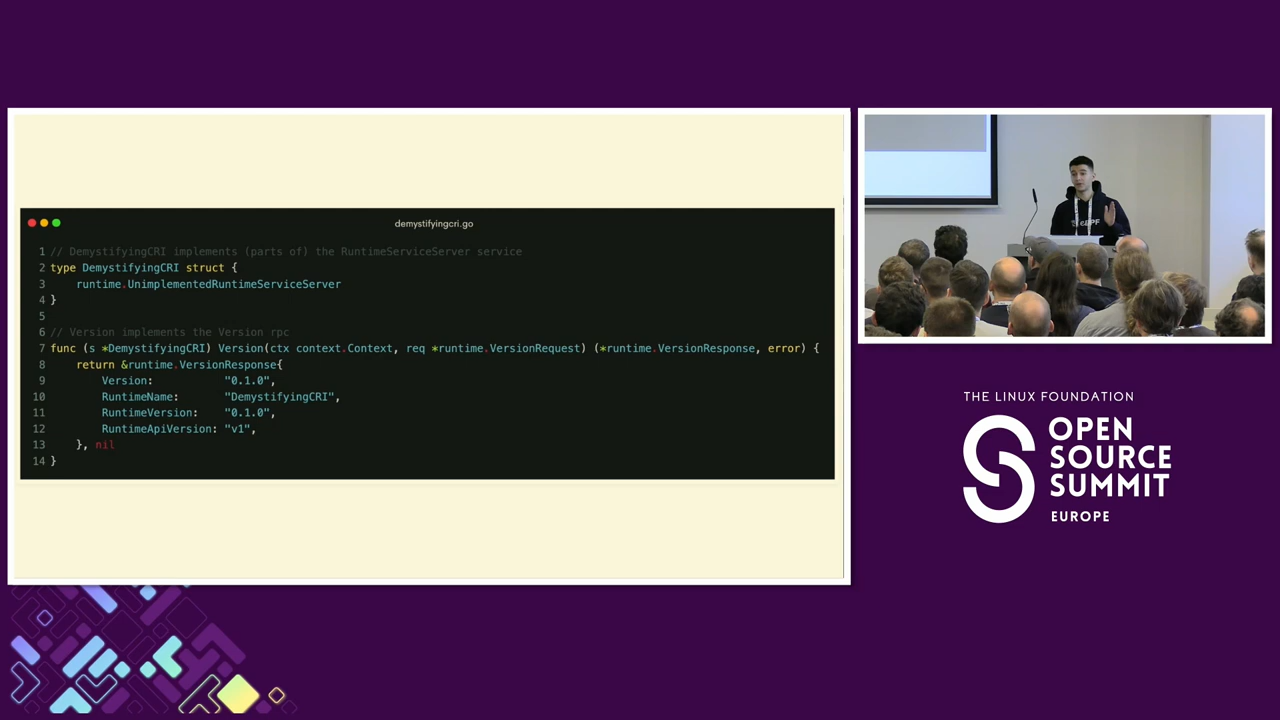 demystifyingcri.go
1 // DemystifyingCRI implements (parts of) the RuntimeServiceServer service
2 type DemystifyingCRI struct {
3     runtime.UnimplementedRuntimeServiceServer
4 }
5
6 // Version implements the Version rpc
7 func (s *DemystifyingCRI) Version(ctx context.Context, req *runtime.VersionRequest) (*runtime.VersionResponse, error) {
8     return &runtime.VersionResponse{
9         Version:           "0.1.0",
10         RuntimeName:       "DemystifyingCRI",
11         RuntimeVersion:    "0.1.0",
12         RuntimeApiVersion: "v1",
13     }, nil
14 }
eBPF
THE LINUX FOUNDATION
OPEN
SOURCE
SUMMIT
EUROPE